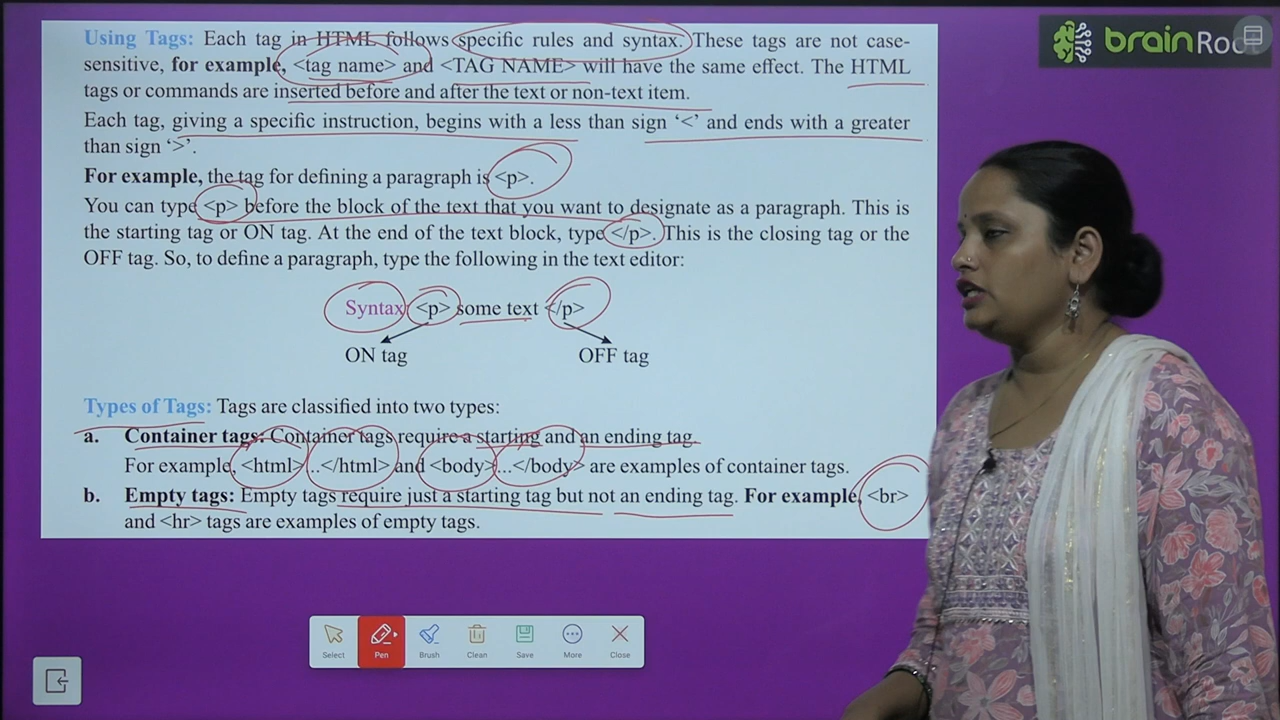 Using Tags: Each tag in HTML follows specific rules and syntax. These tags are not case-
sensitive, for example, <tag name> and <TAG NAME> will have the same effect. The HTML
tags or commands are inserted before and after the text or non-text item.
Each tag, giving a specific instruction, begins with a less than sign ‘<’ and ends with a greater
than sign ‘>’.
For example, the tag for defining a paragraph is <p>.
You can type <p> before the block of the text that you want to designate as a paragraph. This is
the starting tag or ON tag. At the end of the text block, type </p>. This is the closing tag or the
OFF tag. So, to define a paragraph, type the following in the text editor:
Syntax <p> some text </p>
ON tag OFF tag
Types of Tags: Tags are classified into two types:
a. Container tags: Container tags require a starting and an ending tag.
For example, <html>...</html> and <body>...</body> are examples of container tags.
b. Empty tags: Empty tags require just a starting tag but not an ending tag. For example, <br>
and <hr> tags are examples of empty tags.
brain
Select Pen Brush Clean Save More Close